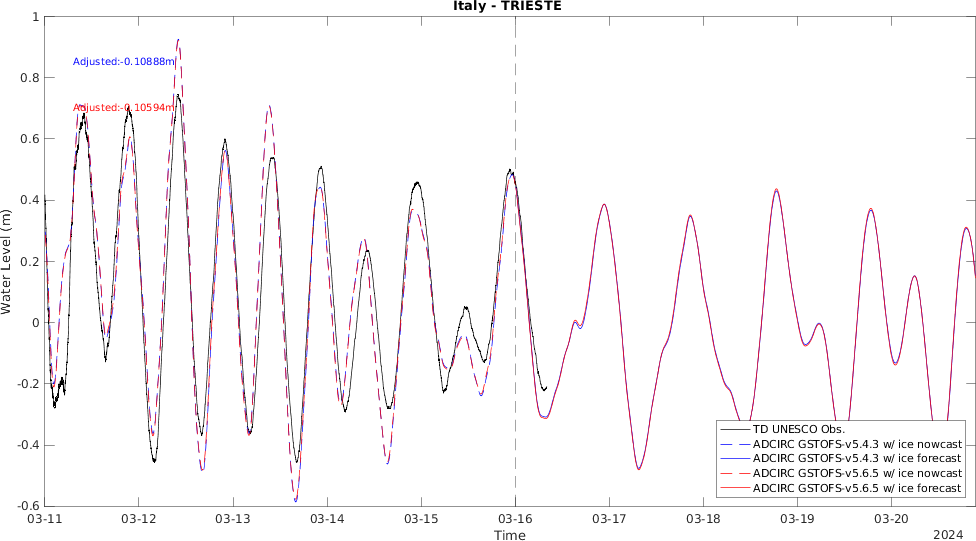 Italy - TRIESTE
1
0.8
0.6
0.4
0.2
0
-0.2
-0.4
-0.6
Water Level (m)
Adjusted:-0.10888m
Adjusted:-0.10594m
TD UNESCO Obs.
ADCIRC GSTOFS-v5.4.3 w/ ice nowcast
ADCIRC GSTOFS-v5.4.3 w/ ice forecast
ADCIRC GSTOFS-v5.6.5 w/ ice nowcast
ADCIRC GSTOFS-v5.6.5 w/ ice forecast
03-11 03-12 03-13 03-14 03-15 03-16 03-17 03-18 03-19 03-20
Time
2024